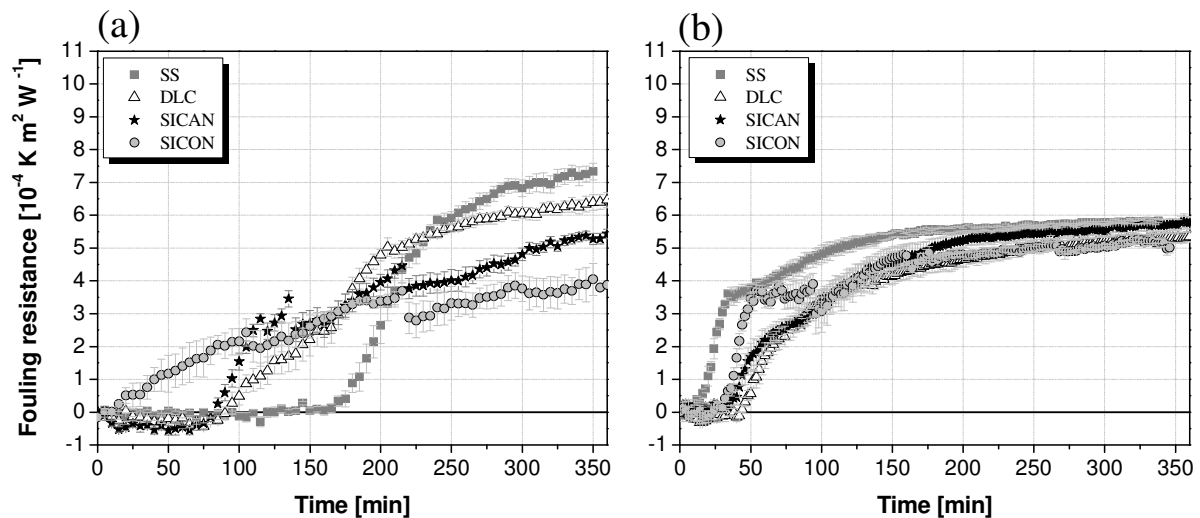 (a)
(b)
11
10
9
8
7
6
5
4
3
2
1
0
-1
SS
DLC
SICAN
SICON
Fouling resistance [10⁻⁴ K m² W ⁻¹]
0 50 100 150 200 250 300 350
Time [min]
11
10
9
8
7
6
5
4
3
2
1
0
-1
SS
DLC
SICAN
SICON
0 50 100 150 200 250 300 350
Time [min]